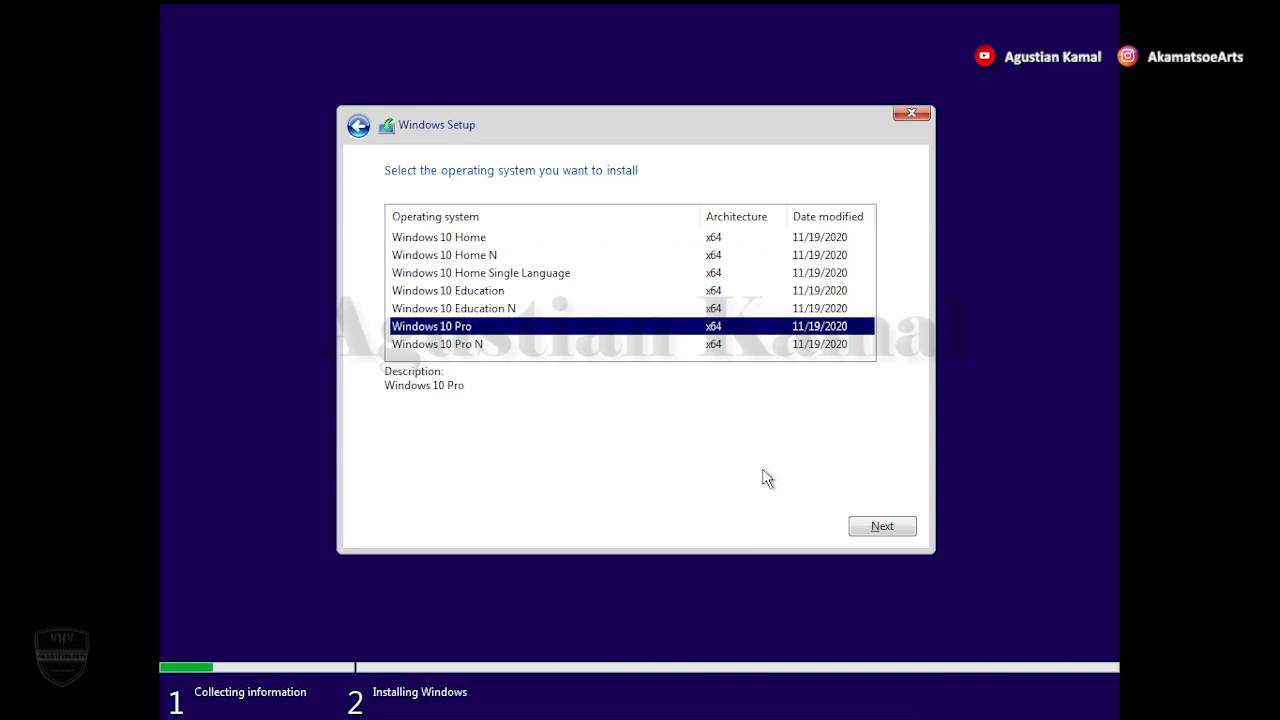 Agustian Kamal AkamatsoeArts
Windows Setup
Select the operating system you want to install
Operating system Architecture Date modified
Windows 10 Home x64 11/19/2020
Windows 10 Home N x64 11/19/2020
Windows 10 Home Single Language x64 11/19/2020
Windows 10 Education x64 11/19/2020
Windows 10 Education N x64 11/19/2020
Windows 10 Pro x64 11/19/2020
Windows 10 Pro N x64 11/19/2020
Agustian Kamal
Description:
Windows 10 Pro
Next
1 Collecting information 2 Installing Windows